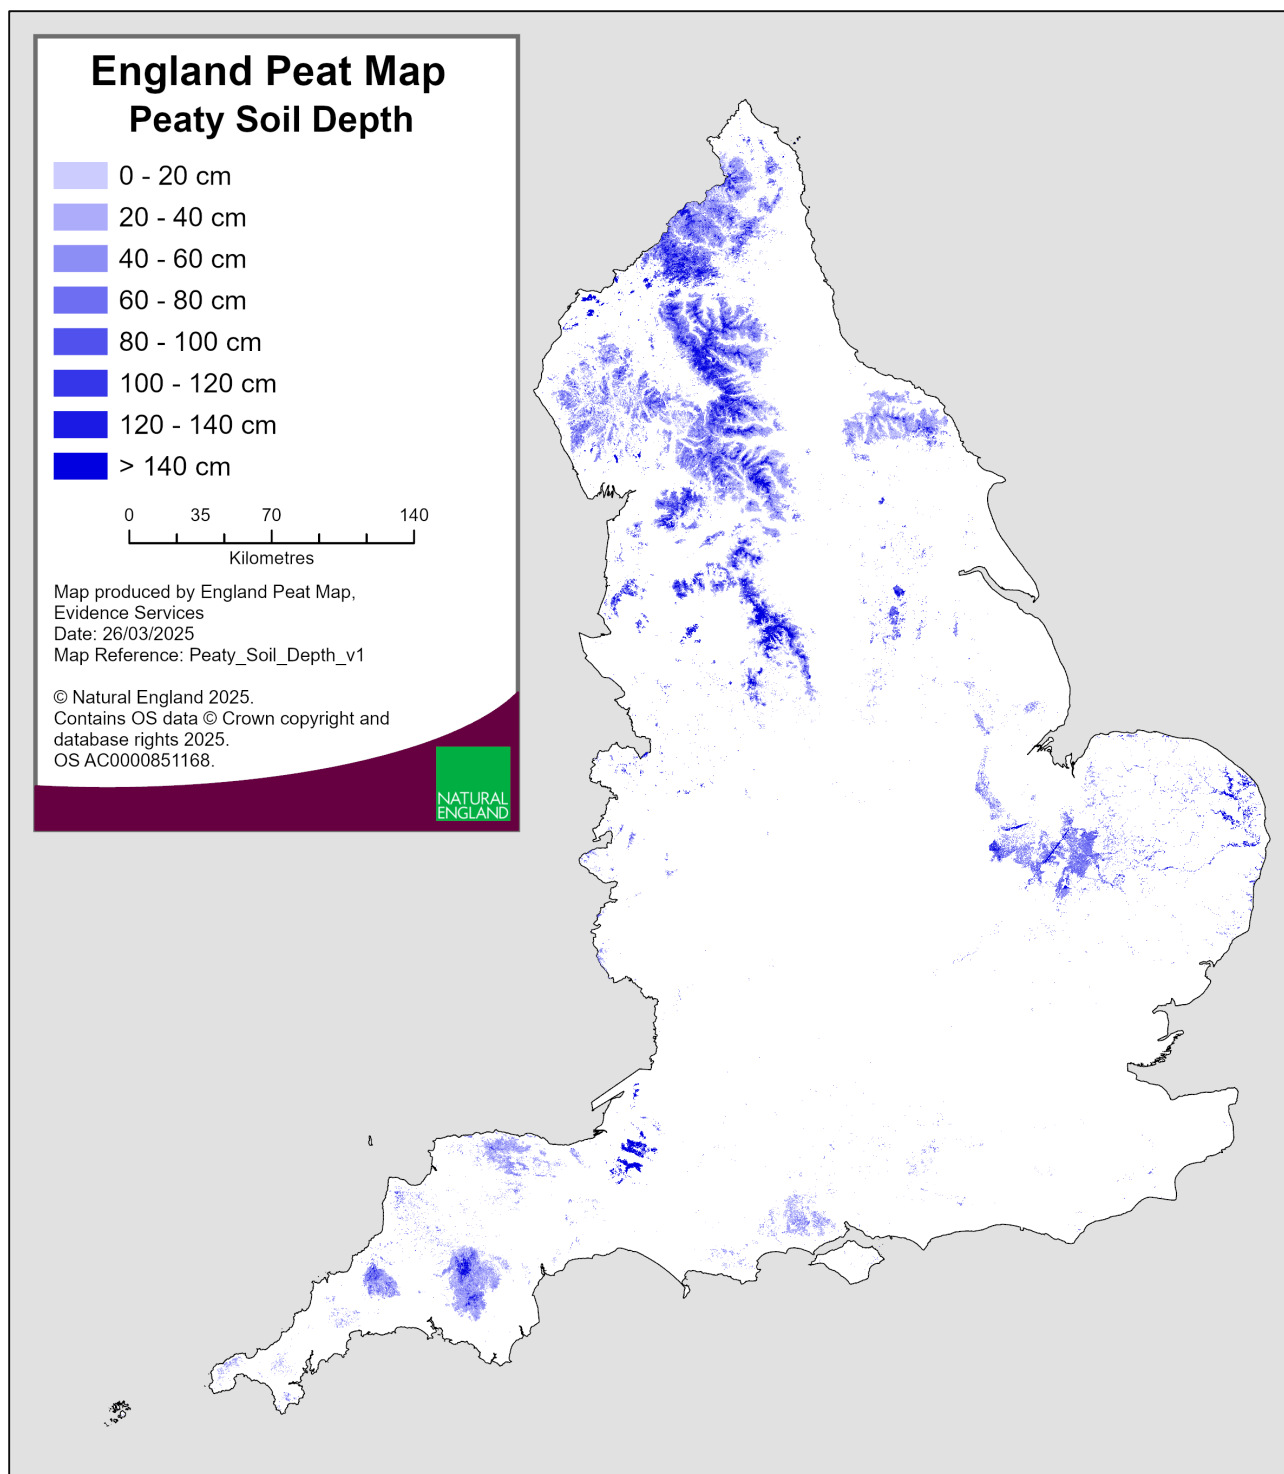 England Peat Map
Peaty Soil Depth
0 - 20 cm
20 - 40 cm
40 - 60 cm
60 - 80 cm
80 - 100 cm
100 - 120 cm
120 - 140 cm
> 140 cm
0 35 70 140
Kilometres
Map produced by England Peat Map,
Evidence Services
Date: 26/03/2025
Map Reference: Peaty_Soil_Depth_v1
© Natural England 2025.
Contains OS data © Crown copyright and
database rights 2025.
OS AC0000851168.
NATURAL
ENGLAND